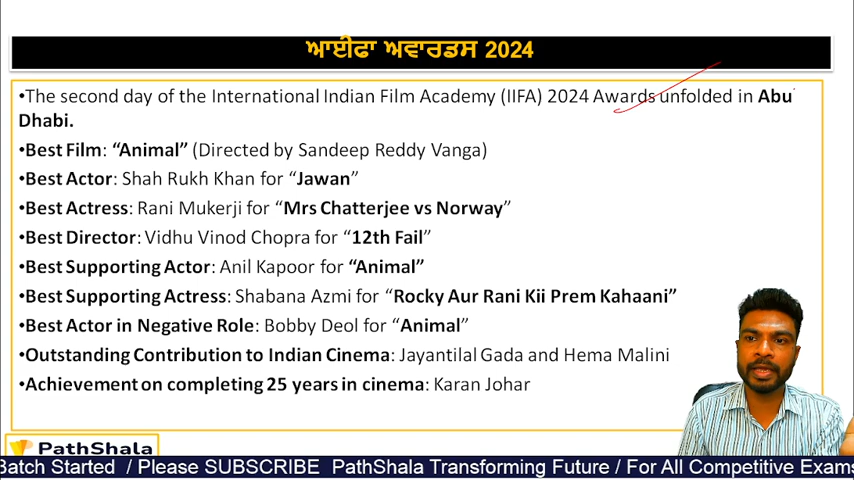 ਆਈਫਾ ਅਵਾਰਡਸ 2024
•The second day of the International Indian Film Academy (IIFA) 2024 Awards unfolded in Abu
Dhabi.
•Best Film: “Animal” (Directed by Sandeep Reddy Vanga)
•Best Actor: Shah Rukh Khan for “Jawan”
•Best Actress: Rani Mukerji for “Mrs Chatterjee vs Norway”
•Best Director: Vidhu Vinod Chopra for “12th Fail”
•Best Supporting Actor: Anil Kapoor for “Animal”
•Best Supporting Actress: Shabana Azmi for “Rocky Aur Rani Kii Prem Kahaani”
•Best Actor in Negative Role: Bobby Deol for “Animal”
•Outstanding Contribution to Indian Cinema: Jayantilal Gada and Hema Malini
•Achievement on completing 25 years in cinema: Karan Johar
PathShala
Batch Started / Please SUBSCRIBE PathShala Transforming Future / For All Competitive Exams